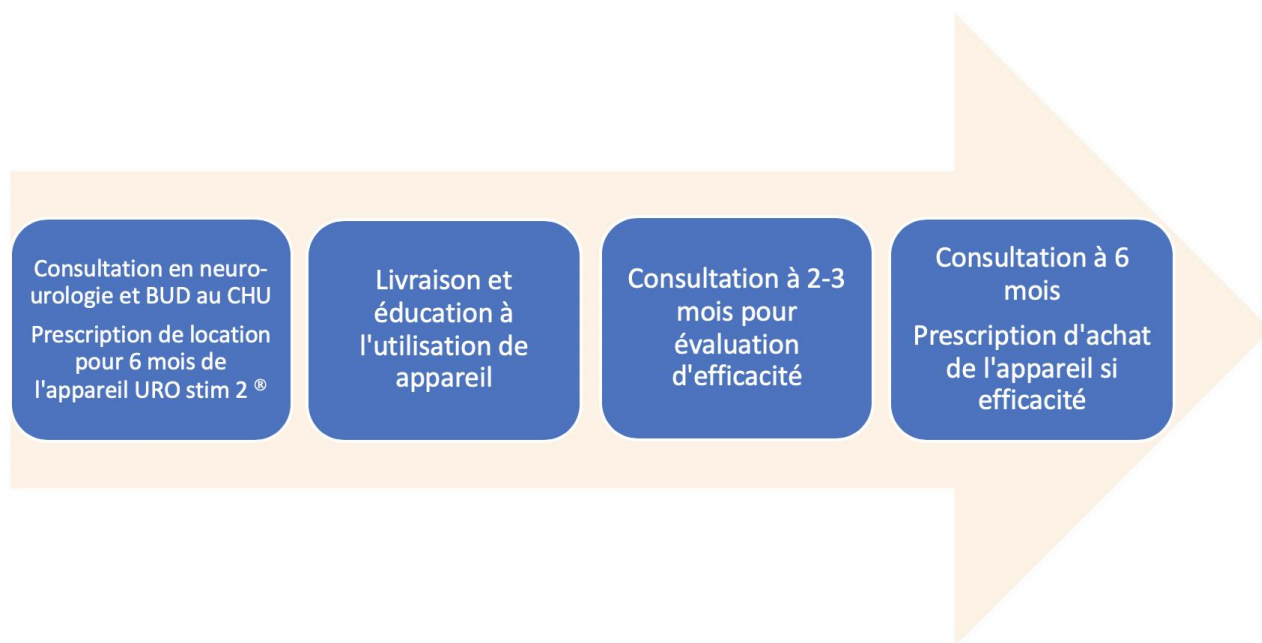 Consultation en neuro-
urologie et BUD au CHU
Prescription de location
pour 6 mois de
l'appareil URO stim 2 ®
Livraison et
éducation à
l'utilisation de
appareil
Consultation à 2-3
mois pour
évaluation
d'efficacité
Consultation à 6
mois
Prescription d'achat
de l'appareil si
efficacité